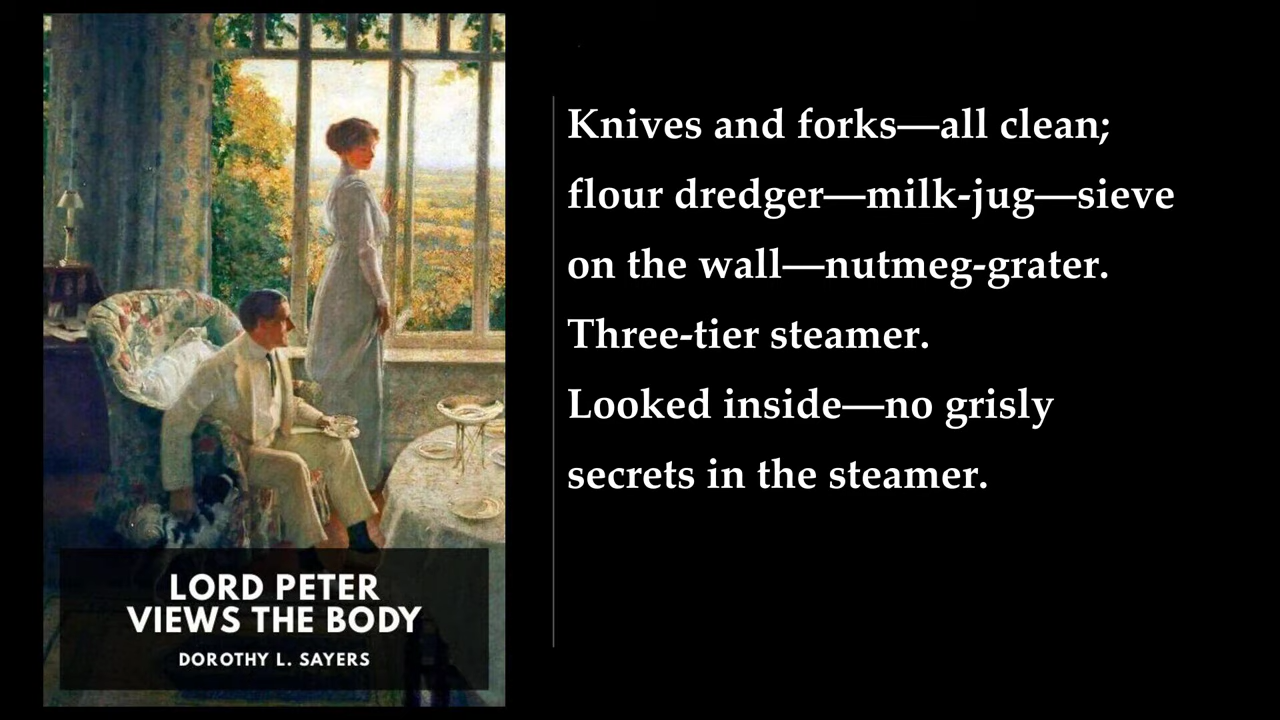 LORD PETER
VIEWS THE BODY
DOROTHY L. SAYERS
Knives and forks—all clean;
flour dredger—milk-jug—sieve
on the wall—nutmeg-grater.
Three-tier steamer.
Looked inside—no grisly
secrets in the steamer.